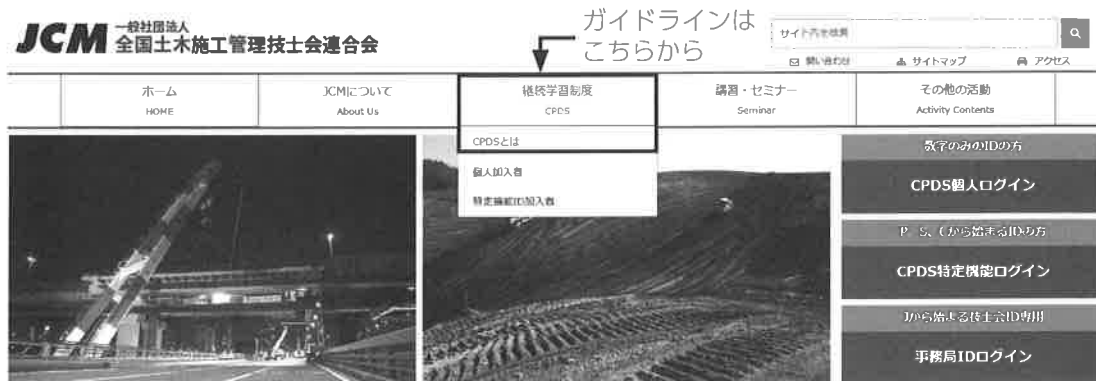 JCM 一般社団法人
全国土木施工管理技士会連合会
ガイドラインは
こちらから
サイト内を検索
問い合わせ サイトマップ アクセス
ホーム
HOME
JCMについて
About Us
継続学習制度
CPDS
講習・セミナー
Seminar
その他の活動
Activity Contents
CPDSとは
個人加入者
特定機能ID加入者
数字のみのIDの方
CPDS個人ログイン
P、S、Cから始まるIDの方
CPDS特定機能ログイン
Jから始まる技士会ID専用
事務局IDログイン